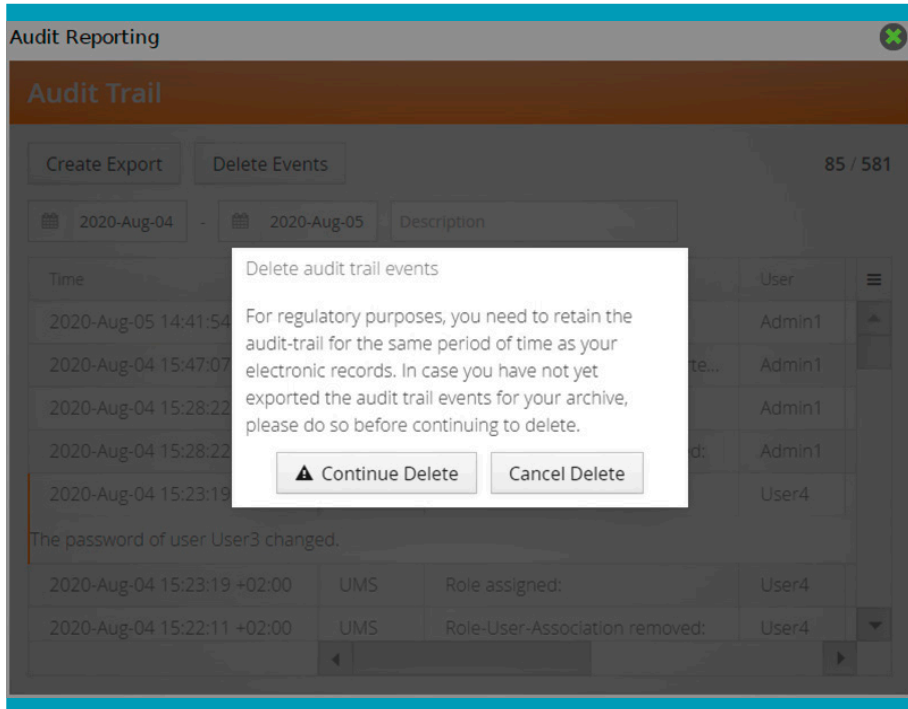 Audit Reporting
Audit Trail
Create Export Delete Events 85 / 581
2020-Aug-04 - 2020-Aug-05 Description
Time User
2020-Aug-05 14:41:54 Admin1
2020-Aug-04 15:47:07 Admin1
2020-Aug-04 15:28:22 Admin1
2020-Aug-04 15:28:22 Admin1
2020-Aug-04 15:23:19 User4
The password of user User3 changed.
2020-Aug-04 15:23:19 +02:00 UMS Role assigned: User4
2020-Aug-04 15:22:11 +02:00 UMS Role-User-Association removed: User4
Delete audit trail events
For regulatory purposes, you need to retain the
audit-trail for the same period of time as your
electronic records. In case you have not yet
exported the audit trail events for your archive,
please do so before continuing to delete.
Continue Delete Cancel Delete